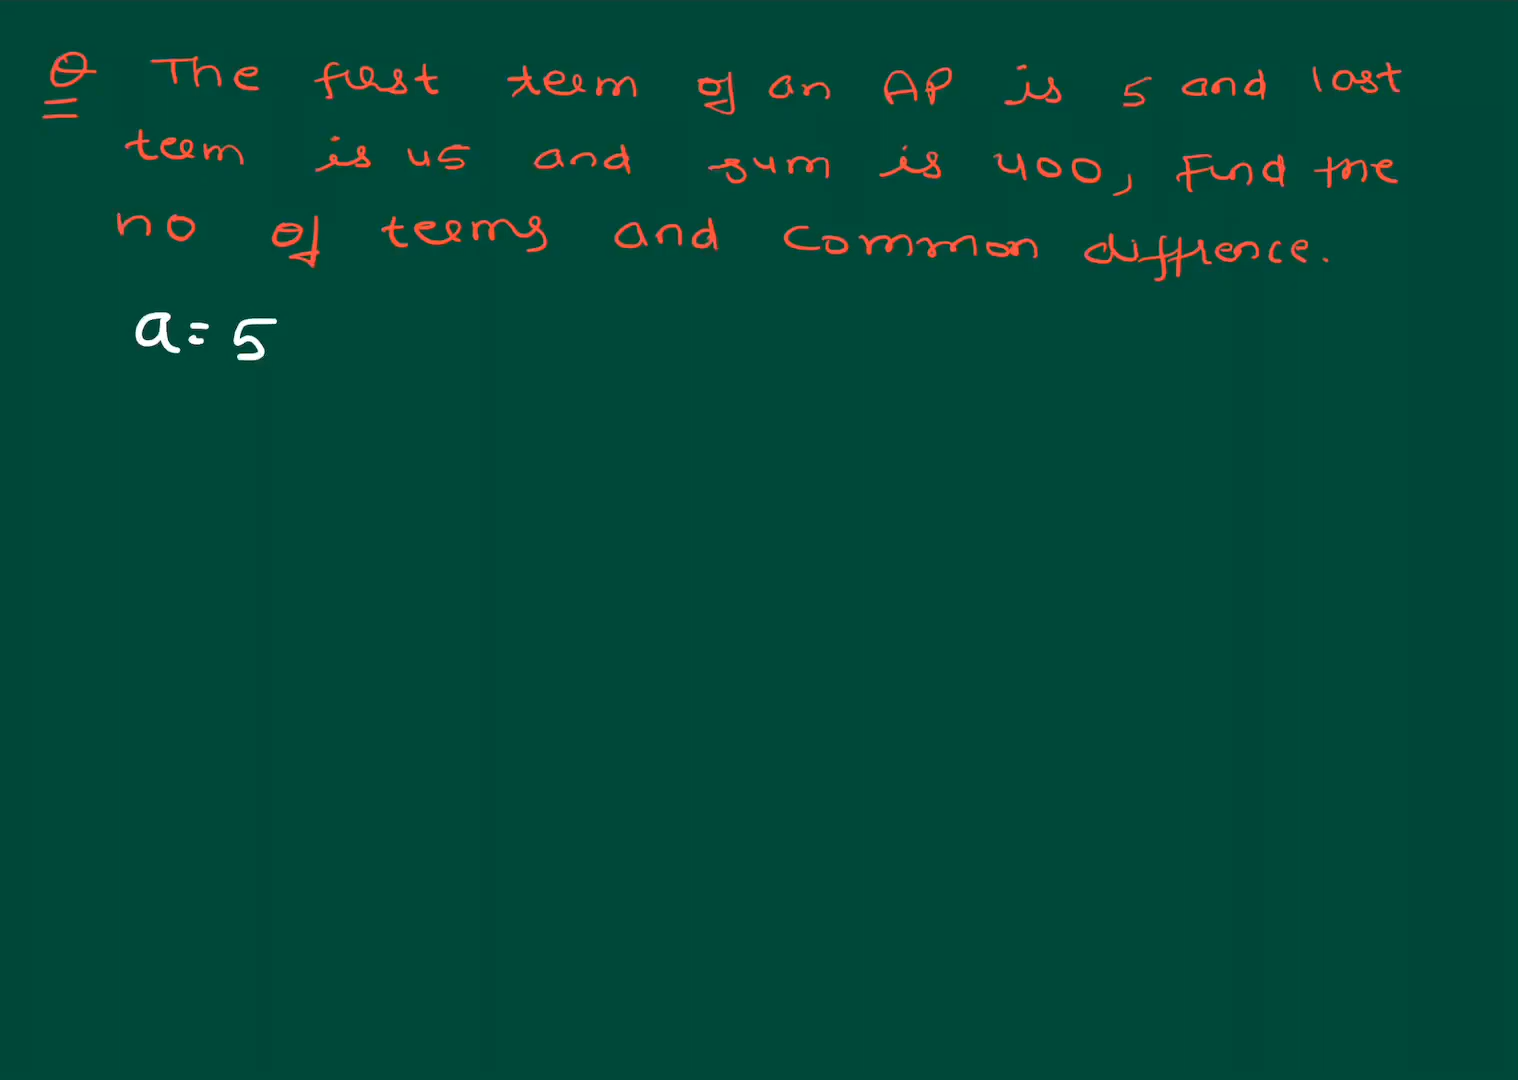 Q The first term of an AP is 5 and last
term is 45 and sum is 400, Find the
no of terms and common diffrence.
a = 5